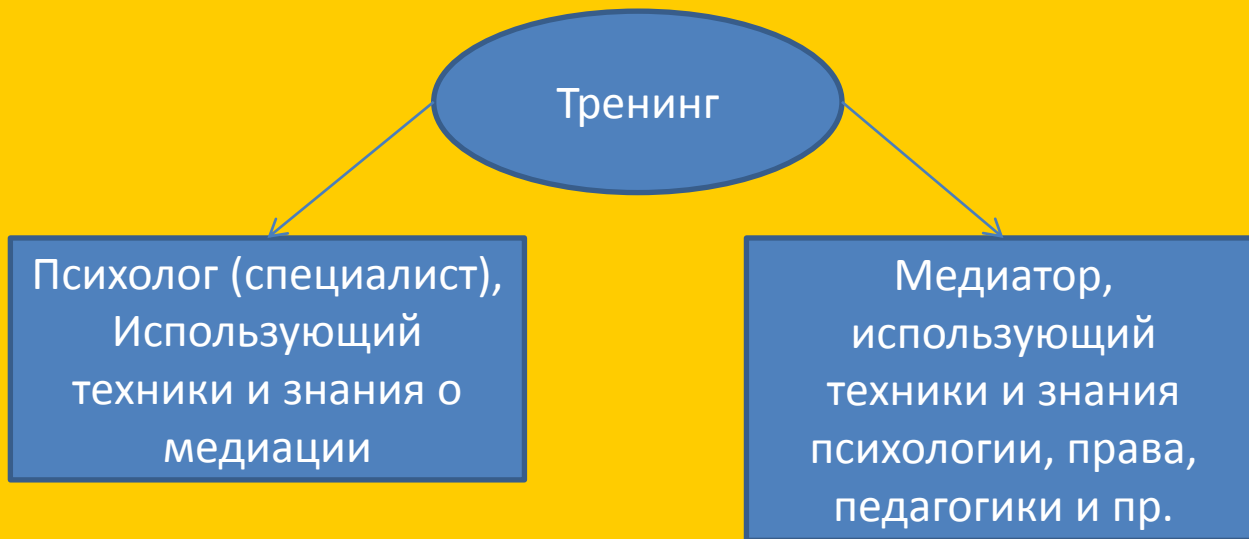 Тренинг
Психолог (специалист),
Использующий
техники и знания о
медиации
Медиатор,
использующий
техники и знания
психологии, права,
педагогики и пр.